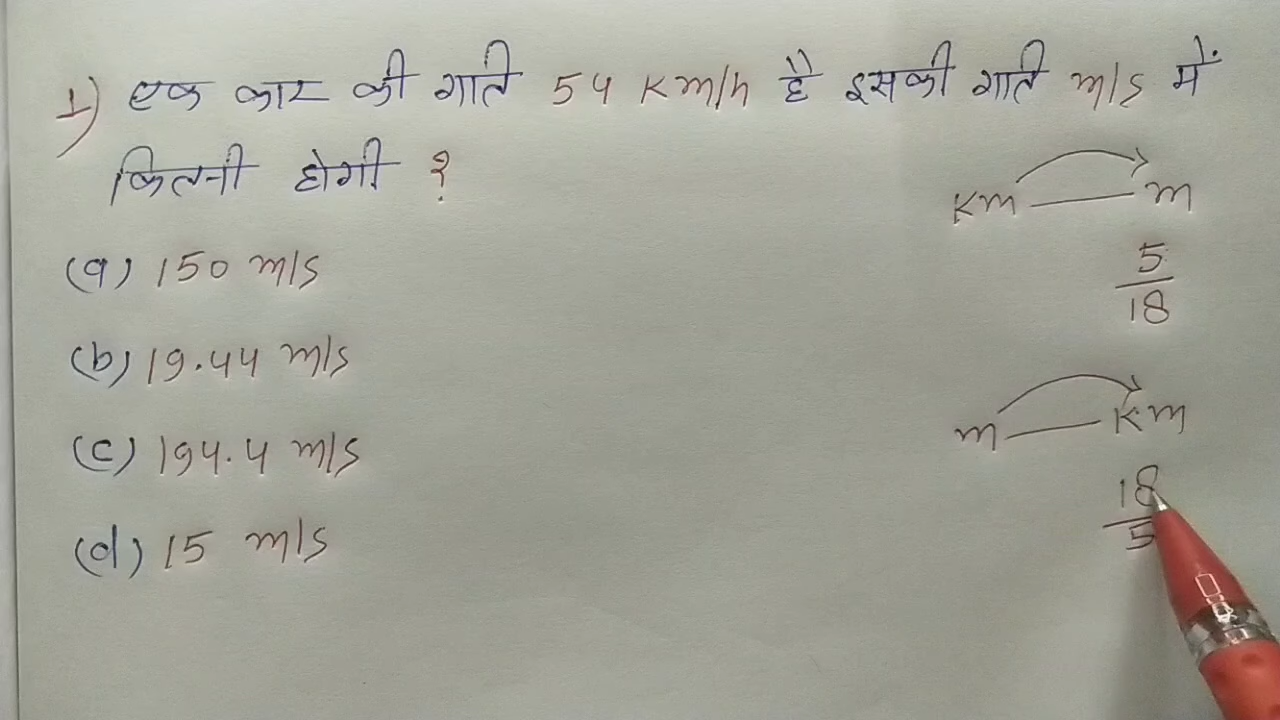 1) एक कार की गति 54 Km/h है इसकी गति m/s में
कितनी होगी ?
(a) 150 m/s
(b) 19.44 m/s
(c) 194.4 m/s
(d) 15 m/s
Km — m
5
18
m — Km
18
5